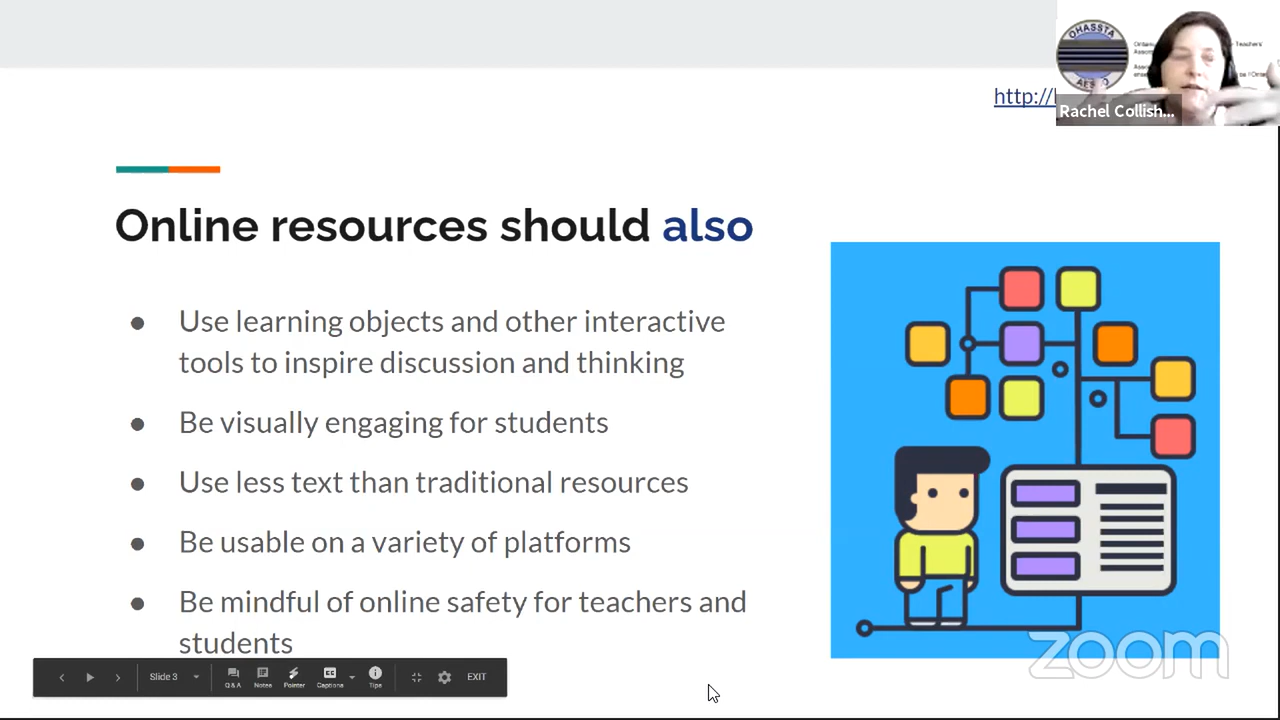 OHASSTA
Teachers'
http://
Rachel Collish...
Online resources should also
● Use learning objects and other interactive
tools to inspire discussion and thinking
● Be visually engaging for students
● Use less text than traditional resources
● Be usable on a variety of platforms
● Be mindful of online safety for teachers and
students
Slide 3
Q & A
Notes
Pointer
Captions
Tips
EXIT
zoom